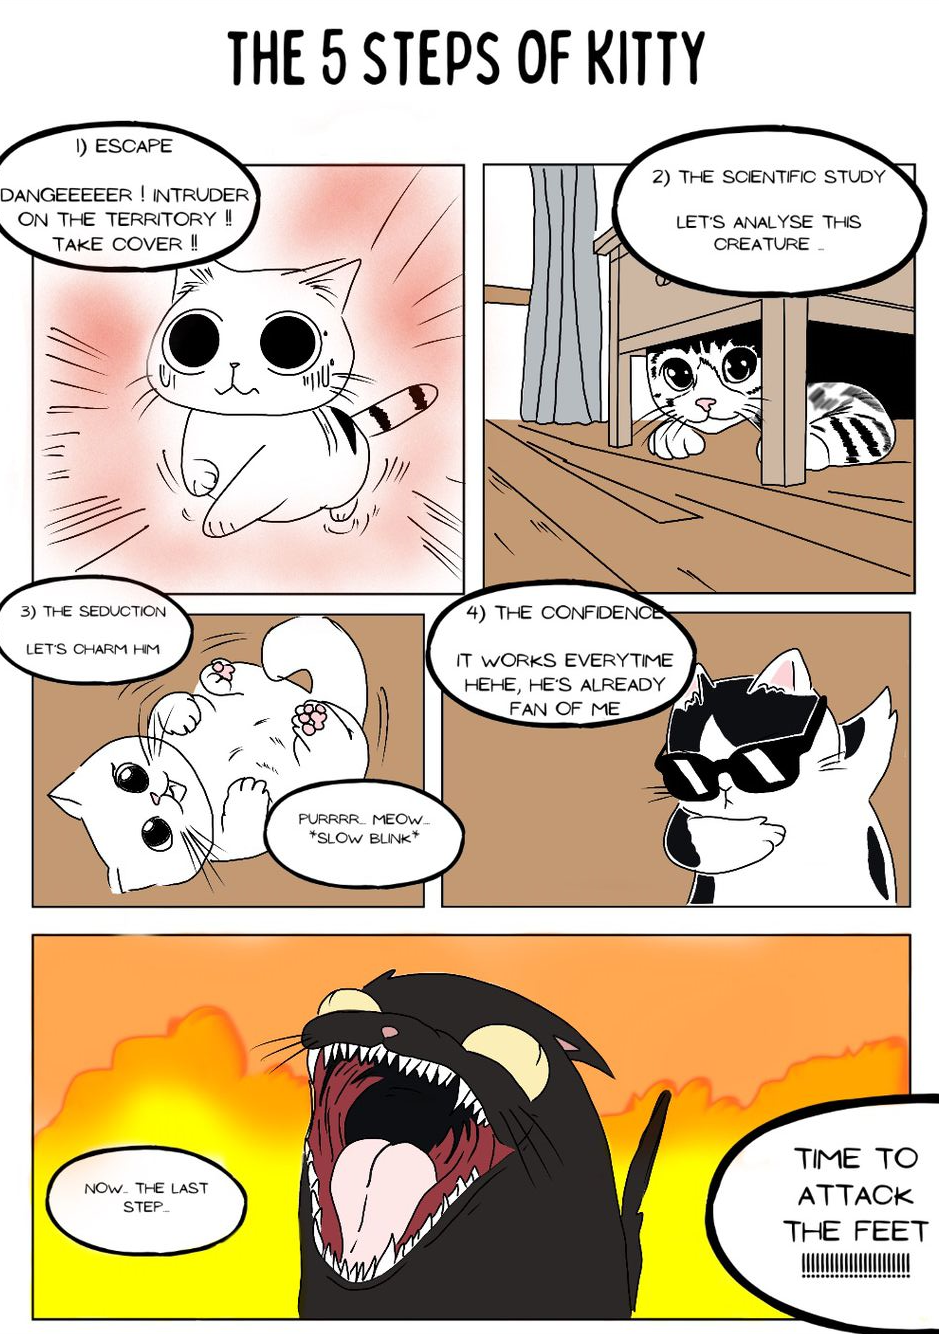 THE 5 STEPS OF KITTY
1) ESCAPE
DANGEEEEER ! INTRUDER
ON THE TERRITORY !!
TAKE COVER !!
2) THE SCIENTIFIC STUDY
LET'S ANALYSE THIS
CREATURE ...
3) THE SEDUCTION
LET'S CHARM HIM
PURRRR... MEOW...
*SLOW BLINK*
4) THE CONFIDENCE
IT WORKS EVERYTIME
HEHE, HE'S ALREADY
FAN OF ME
NOW... THE LAST
STEP...
TIME TO
ATTACK
THE FEET
!!!!!!!!!!!!!!!!!!!!!!!!